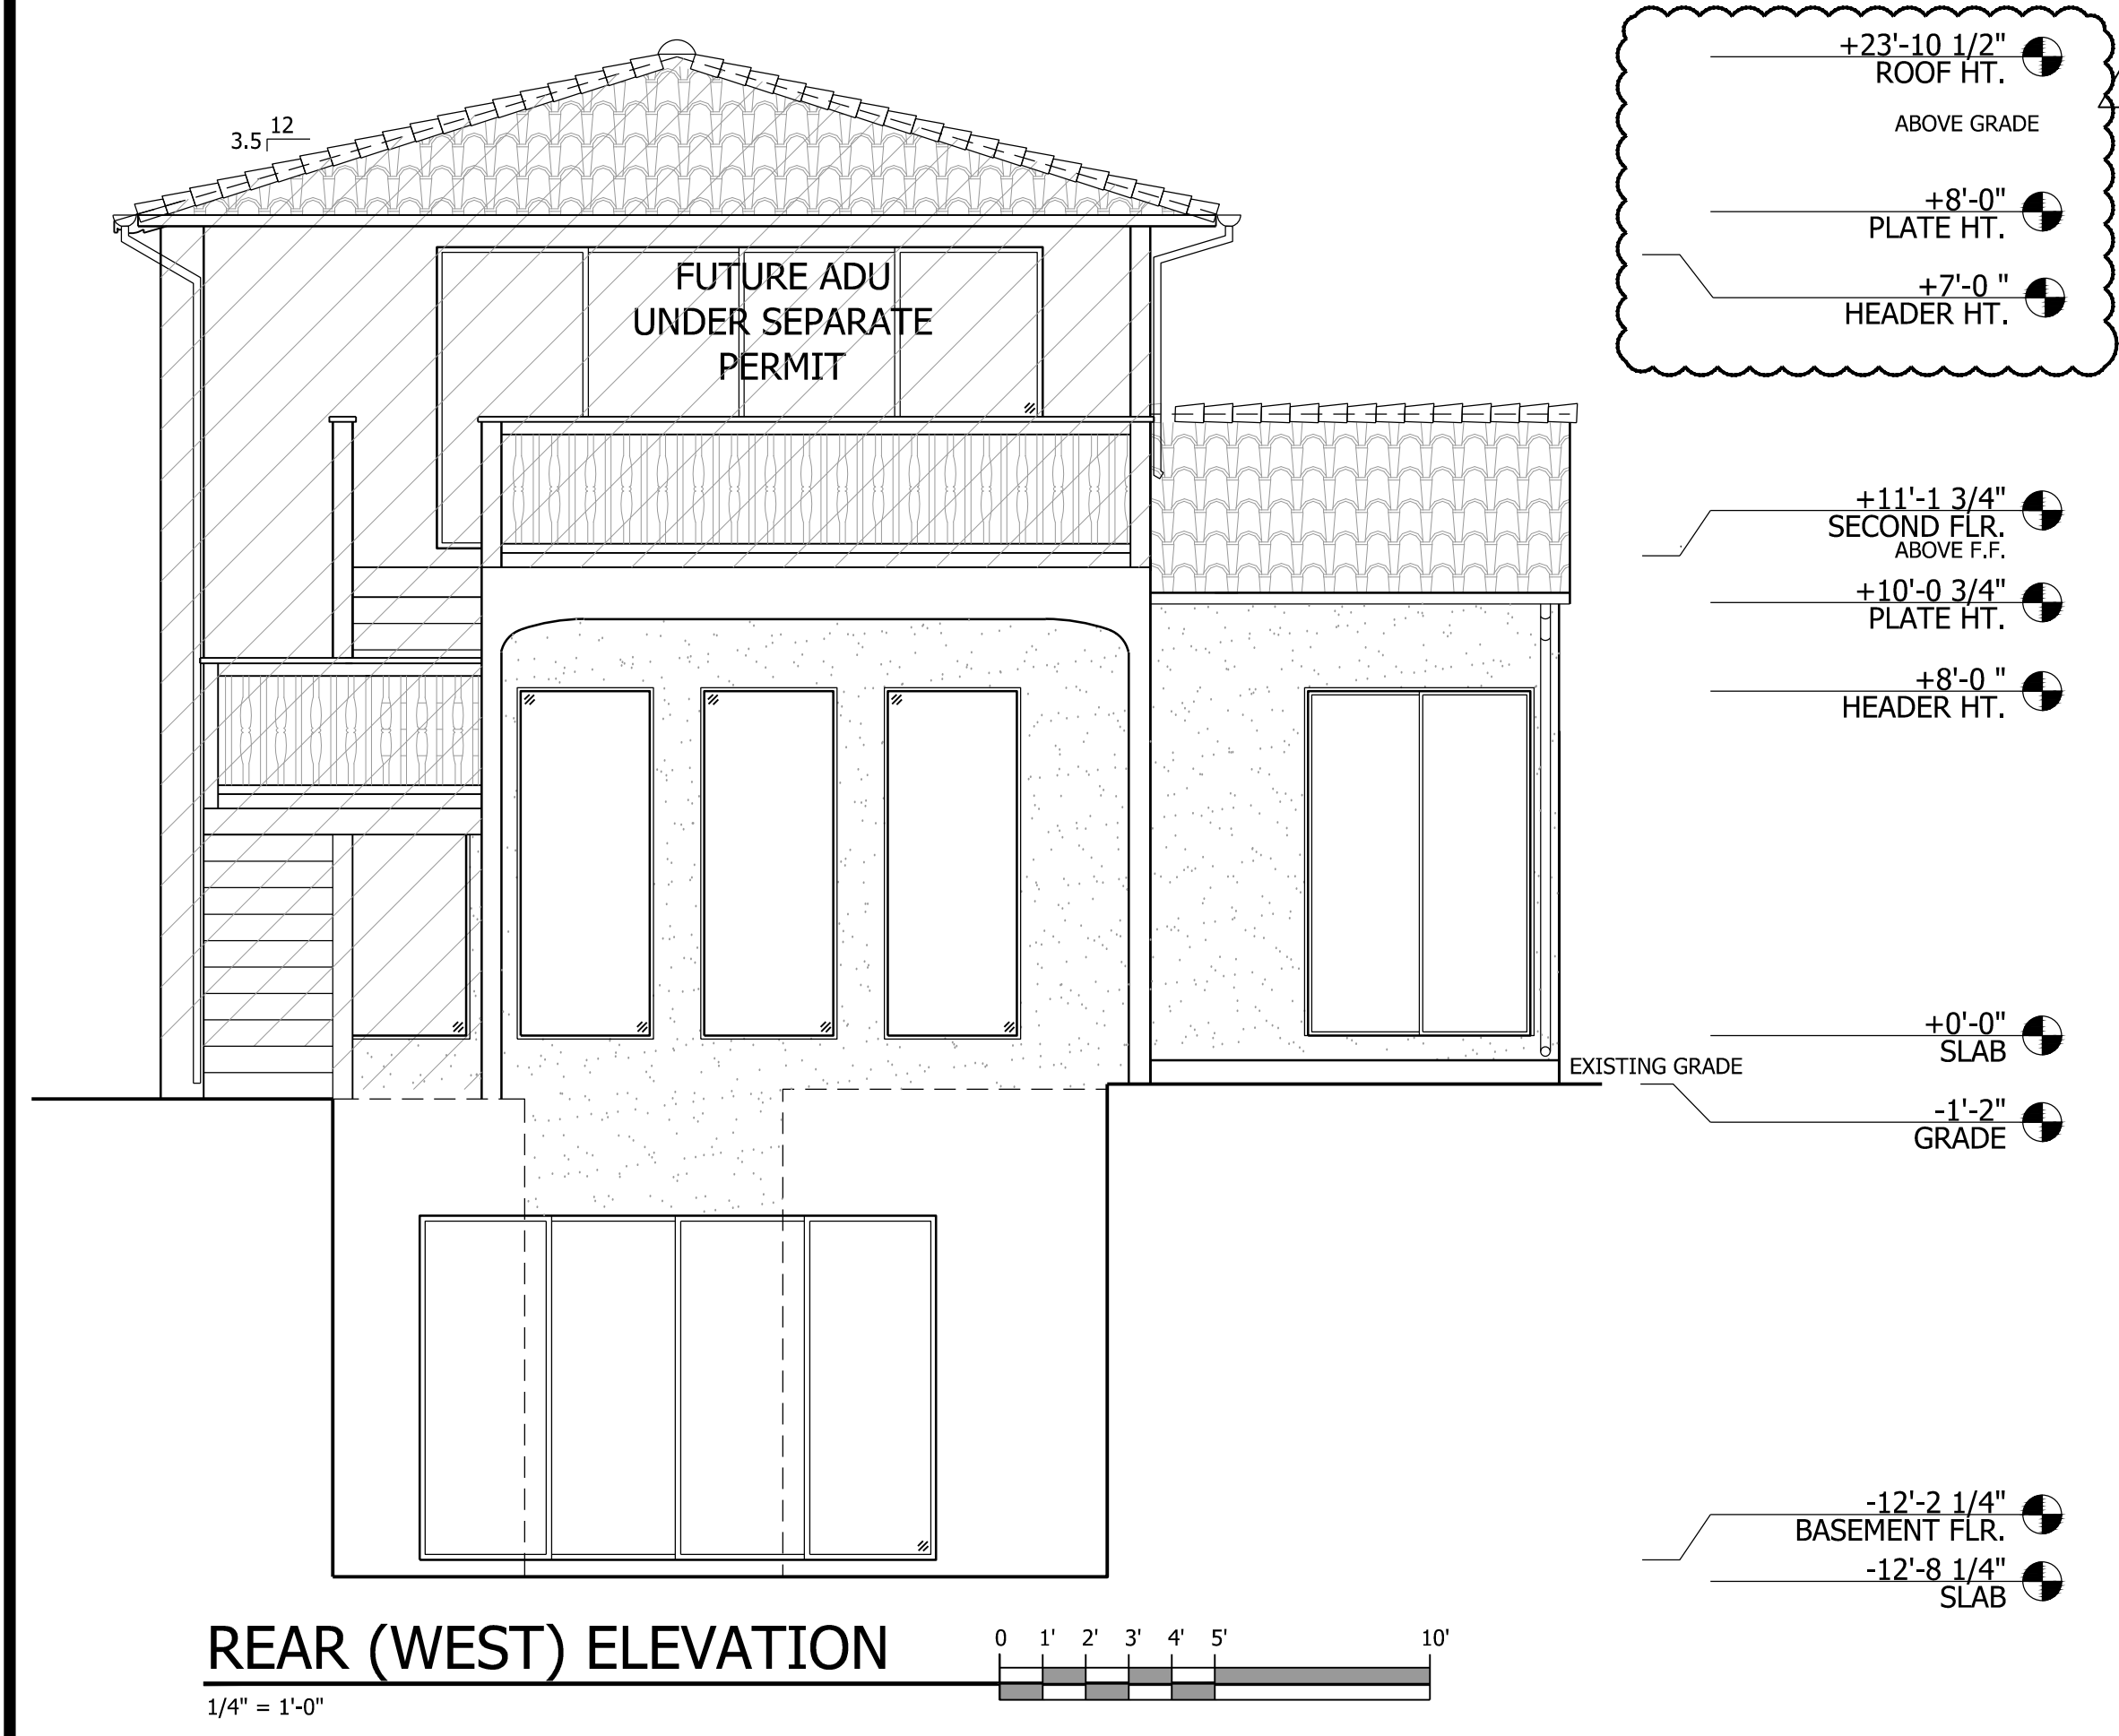 +23'-10 1/2"
ROOF HT.
ABOVE GRADE
12
3.5
+8'-0"
PLATE HT.
+7'-0 "
HEADER HT.
FUTURE ADU
UNDER SEPARATE
PERMIT
+11'-1 3/4"
SECOND FLR.
ABOVE F.F.
+10'-0 3/4"
PLATE HT.
+8'-0 "
HEADER HT.
+0'-0"
SLAB
EXISTING GRADE
-1'-2"
GRADE
-12'-2 1/4"
BASEMENT FLR.
-12'-8 1/4"
SLAB
REAR (WEST) ELEVATION
1/4" = 1'-0"
0 1' 2' 3' 4' 5' 10'